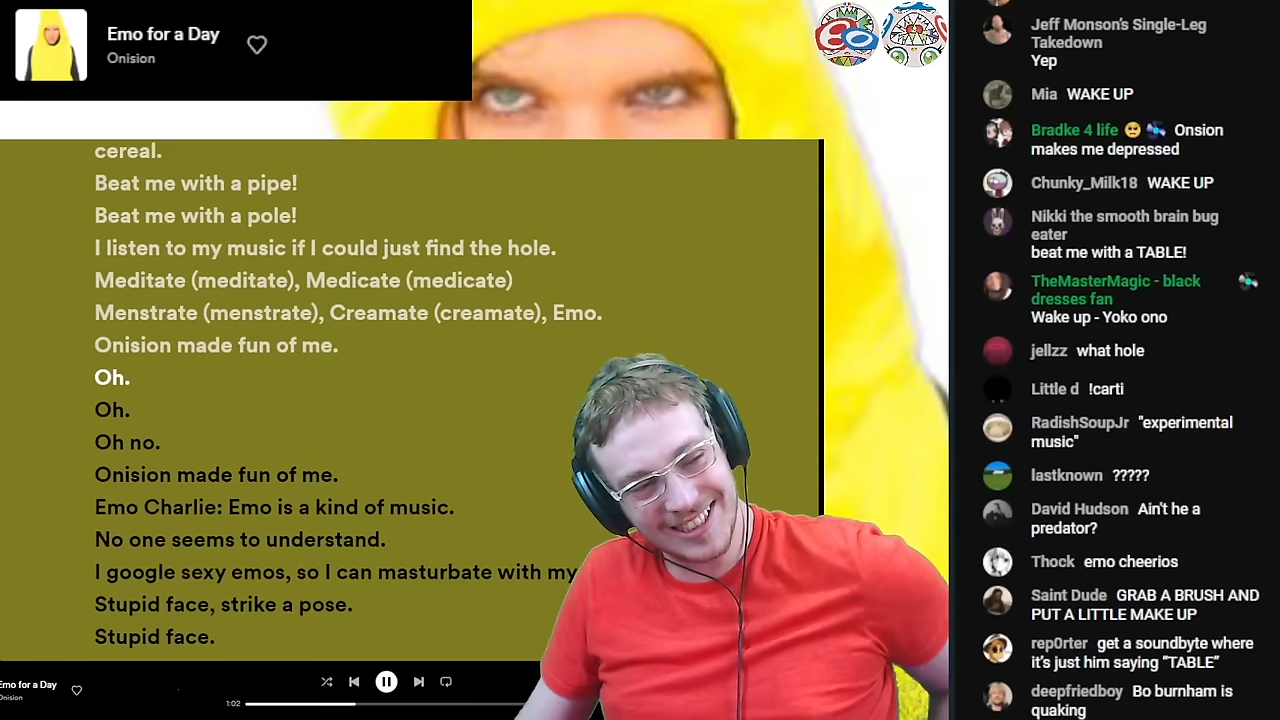 Emo for a Day
Onision
cereal.
Beat me with a pipe!
Beat me with a pole!
I listen to my music if I could just find the hole.
Meditate (meditate), Medicate (medicate)
Menstrate (menstrate), Creamate (creamate), Emo.
Onision made fun of me.
Oh.
Oh.
Oh no.
Onision made fun of me.
Emo Charlie: Emo is a kind of music.
No one seems to understand.
I google sexy emos, so I can masturbate with my
Stupid face, strike a pose.
Stupid face.
Emo for a Day
Onision
1:02
Jeff Monson's Single-Leg
Takedown
Yep
Mia WAKE UP
Bradke 4 life 🥺 Onsion
makes me depressed
Chunky_Milk18 WAKE UP
Nikki the smooth brain bug
eater
beat me with a TABLE!
TheMasterMagic - black
dresses fan
Wake up - Yoko ono
jellzz what hole
Little d !carti
RadishSoupJr "experimental
music"
lastknown ?????
David Hudson Ain't he a
predator?
Thock emo cheerios
Saint Dude GRAB A BRUSH AND
PUT A LITTLE MAKE UP
rep0rter get a soundbyte where
it's just him saying "TABLE"
deepfriedboy Bo burnham is
quaking